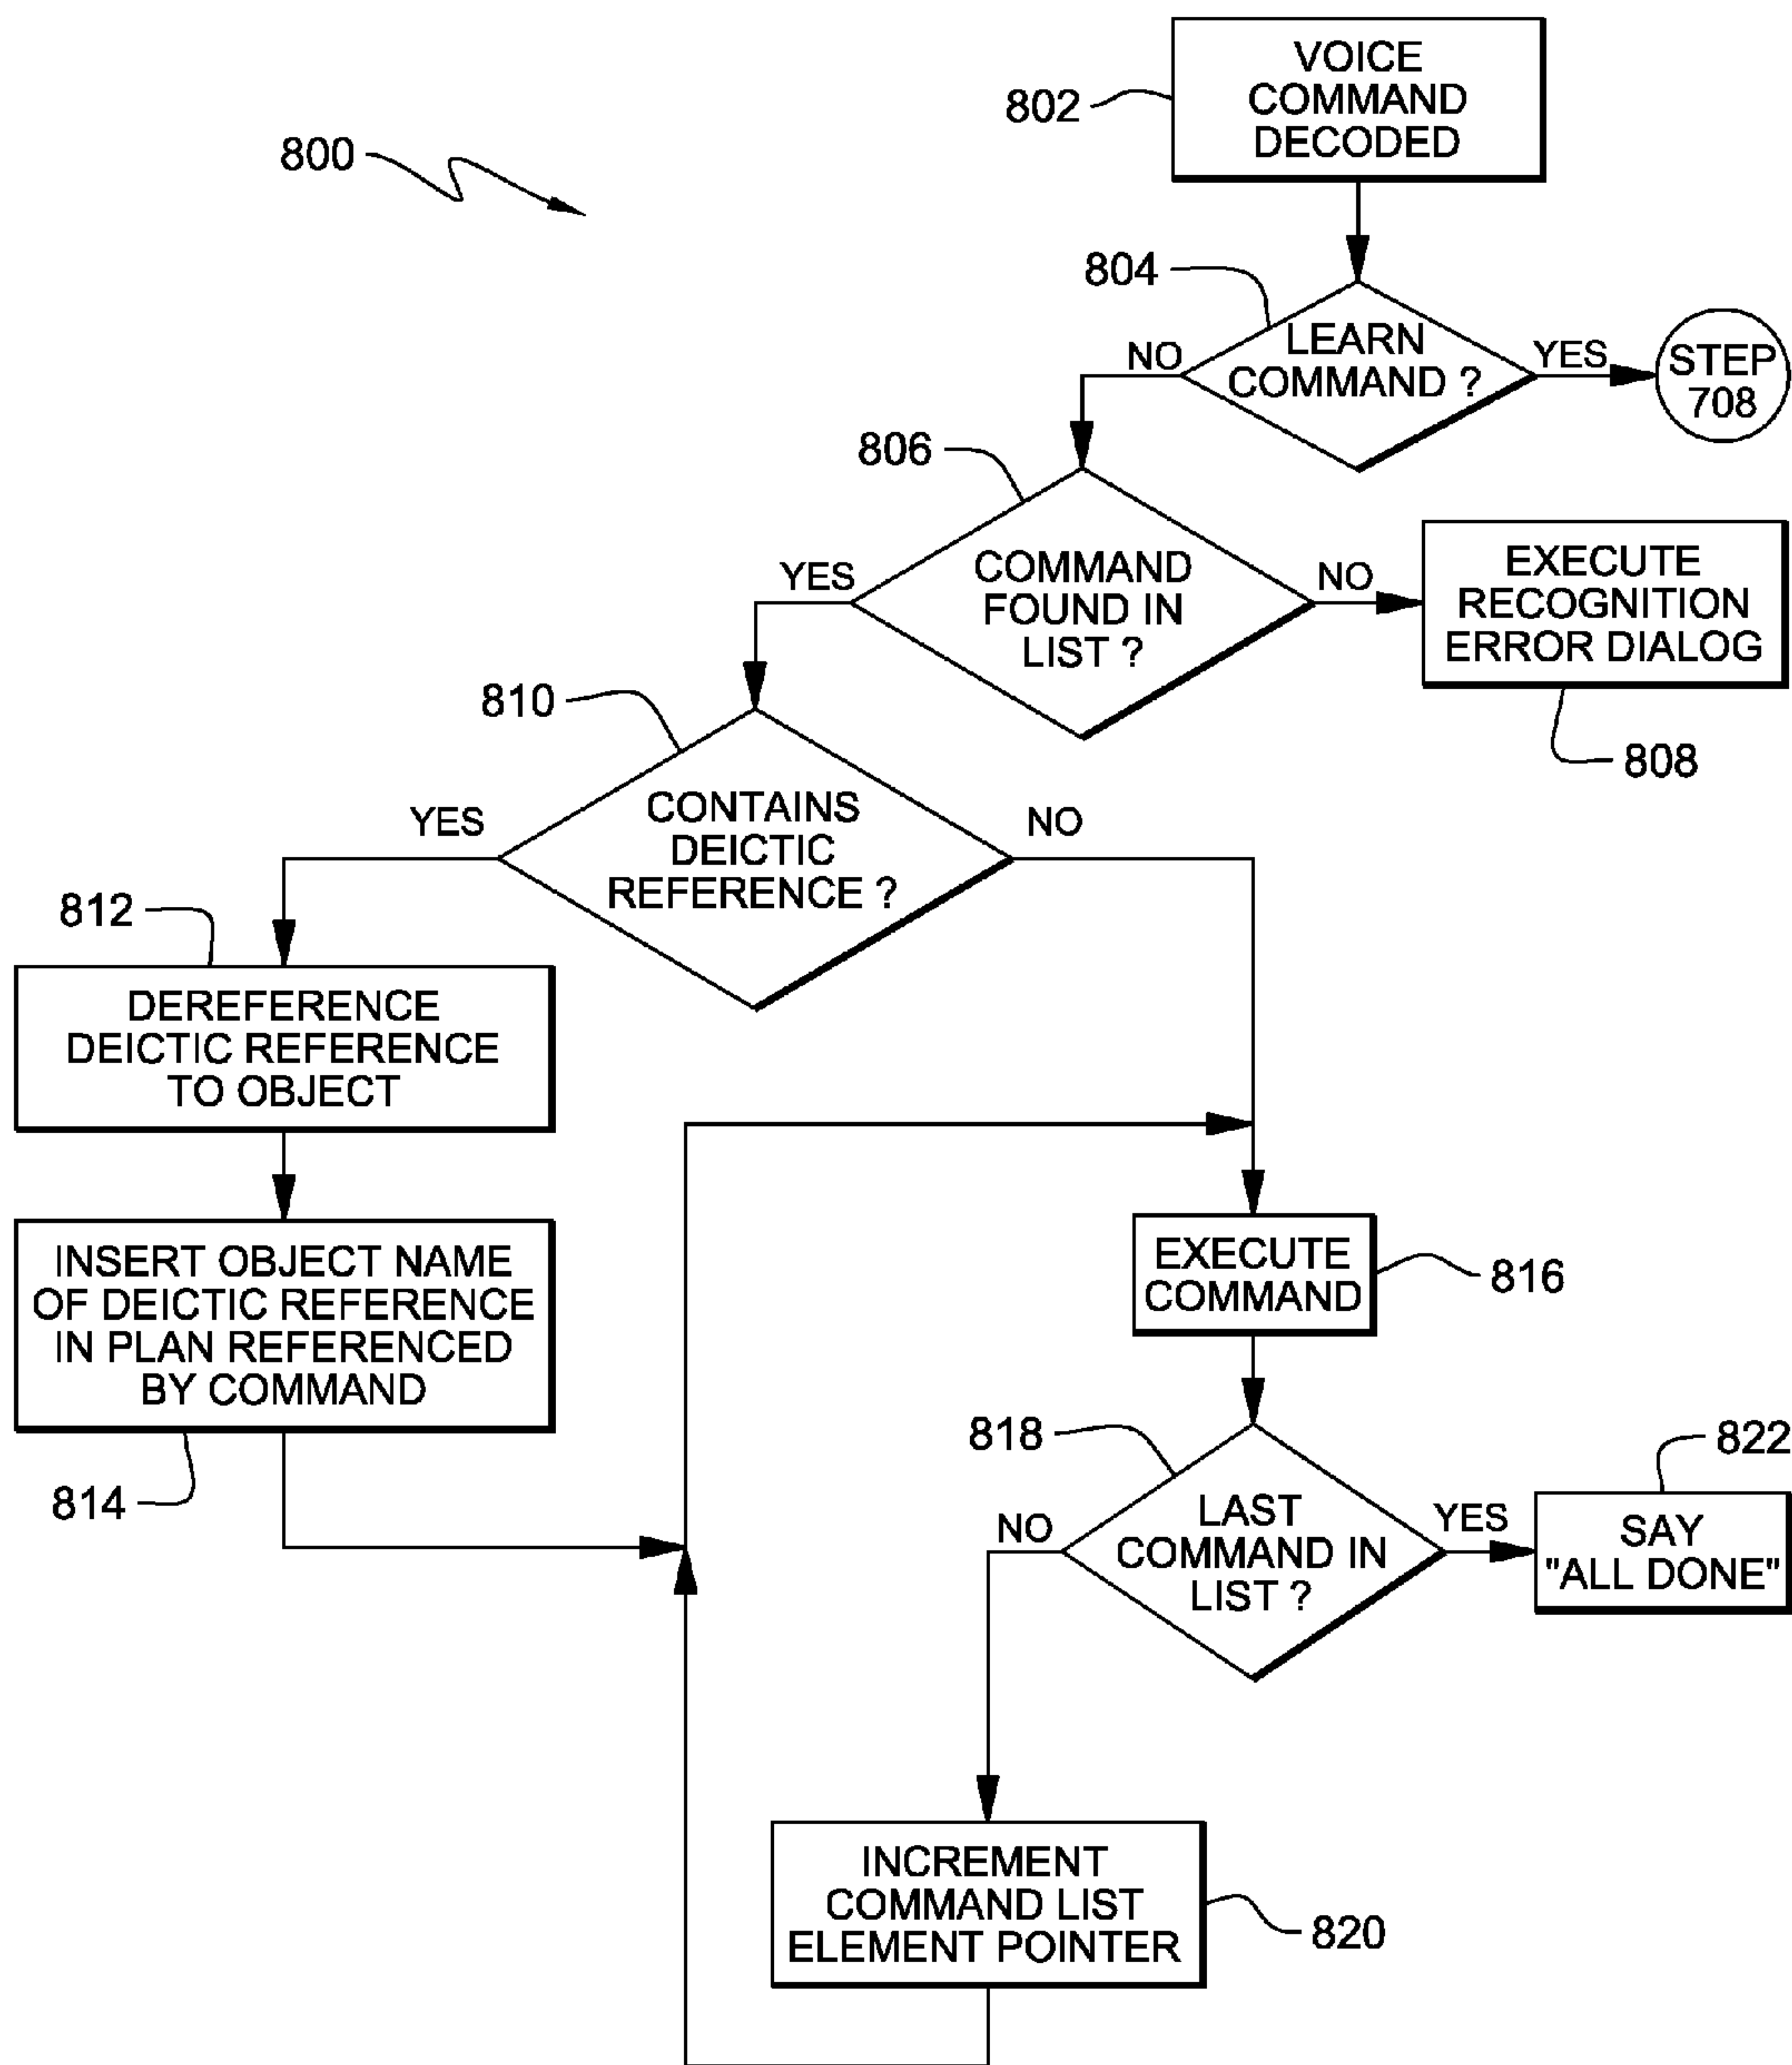 802
VOICE
COMMAND
DECODED
800
804
LEARN
COMMAND ?
NO
YES
STEP
708
806
COMMAND
FOUND IN
LIST ?
YES
NO
EXECUTE
RECOGNITION
ERROR DIALOG
808
810
CONTAINS
DEICTIC
REFERENCE ?
YES
NO
812
DEREFERENCE
DEICTIC REFERENCE
TO OBJECT
INSERT OBJECT NAME
OF DEICTIC REFERENCE
IN PLAN REFERENCED
BY COMMAND
814
EXECUTE
COMMAND
816
818
LAST
COMMAND IN
LIST ?
NO
YES
822
SAY
"ALL DONE"
INCREMENT
COMMAND LIST
ELEMENT POINTER
820